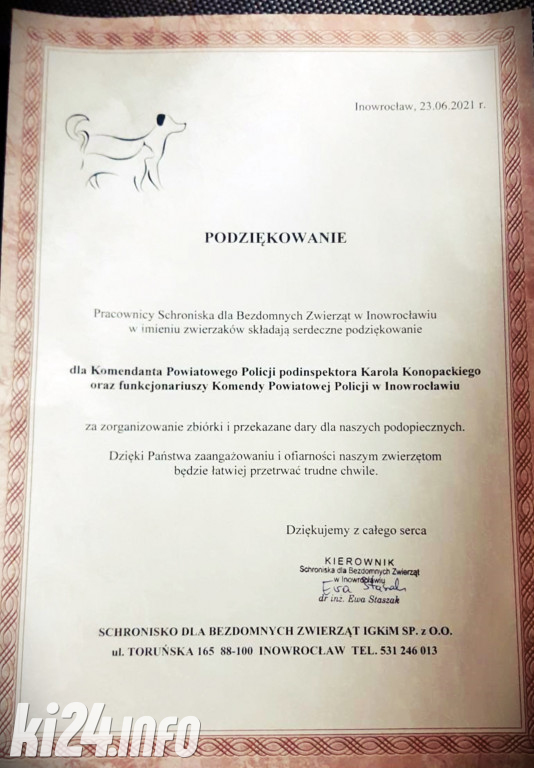 Inowrocław, 23.06.2021 r.
PODZIĘKOWANIE
Pracownicy Schroniska dla Bezdomnych Zwierząt w Inowrocławiu
w imieniu zwierzaków składają serdeczne podziękowanie
dla Komendanta Powiatowego Policji podinspektora Karola Konopackiego
oraz funkcjonariuszy Komendy Powiatowej Policji w Inowrocławiu
za zorganizowanie zbiórki i przekazane dary dla naszych podopiecznych.
Dzięki Państwa zaangażowaniu i ofiarności naszym zwierzętom
będzie łatwiej przetrwać trudne chwile.
Dziękujemy z całego serca
KIEROWNIK
Schroniska dla Bezdomnych Zwierząt
w Inowrocławiu
Ewa Staszak
dr inż. Ewa Staszak
SCHRONISKO DLA BEZDOMNYCH ZWIERZĄT IGKiM SP. z O.O.
ul. TORUŃSKA 165 88-100 INOWROCŁAW TEL. 531 246 013
ki24.info